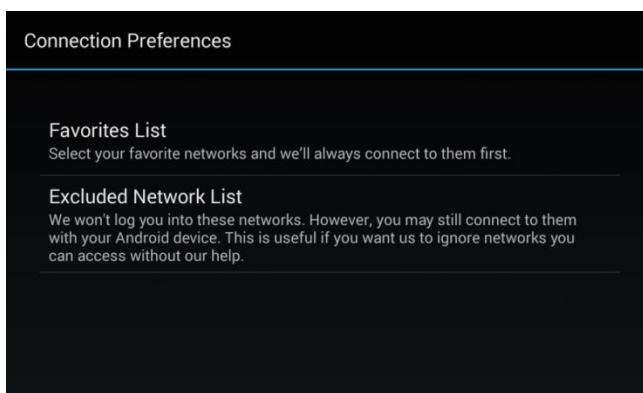 Connection Preferences
Favorites List
Select your favorite networks and we’ll always connect to them first.
Excluded Network List
We won't log you into these networks. However, you may still connect to them
with your Android device. This is useful if you want us to ignore networks you
can access without our help.